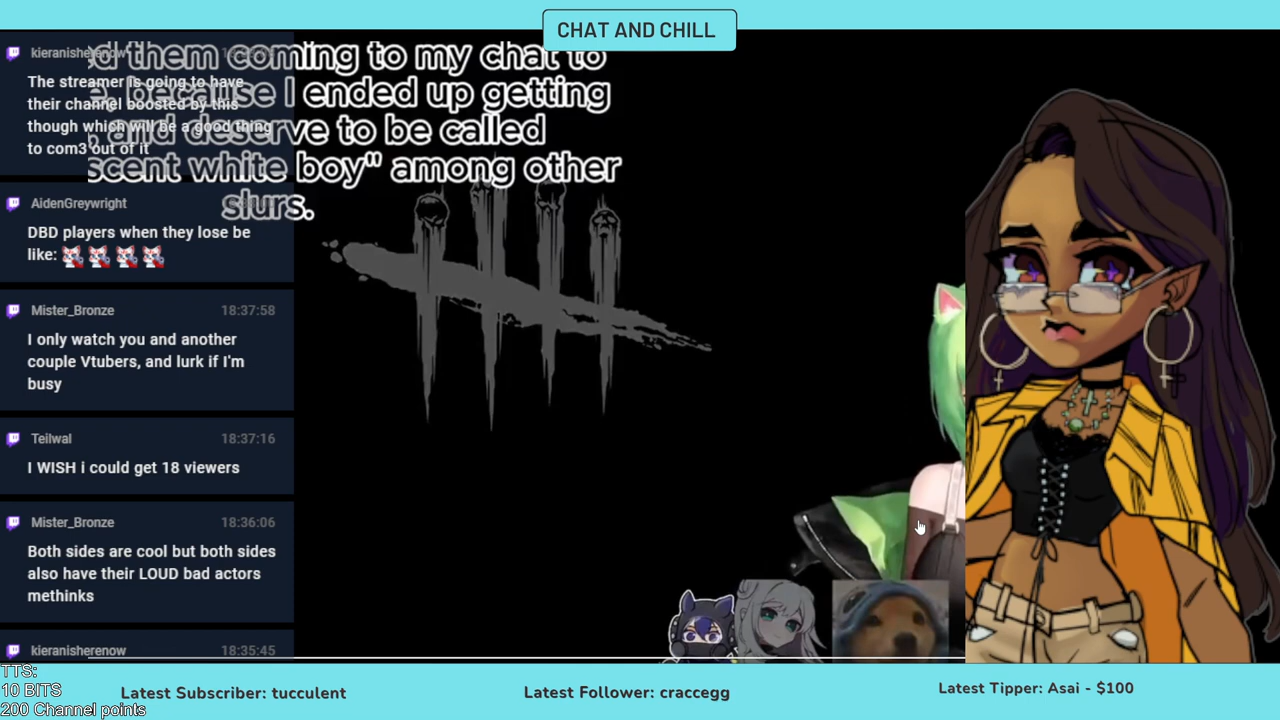 CHAT AND CHILL
kieranisherenow
The streamer is going to have
their channel boosted by this
though which will be a good thing
to com3 out of it
AidenGreywright
DBD players when they lose be
like:
Mister_Bronze 18:37:58
I only watch you and another
couple Vtubers, and lurk if I'm
busy
Teilwal 18:37:16
I WISH i could get 18 viewers
Mister_Bronze 18:36:06
Both sides are cool but both sides
also have their LOUD bad actors
methinks
kieranisherenow 18:35:45
them coming to my chat to
because I ended up getting
and deserve to be called
scent white boy" among other
slurs.
TTS:
10 BITS
200 Channel points
Latest Subscriber: tucculent
Latest Follower: craccegg
Latest Tipper: Asai - $100